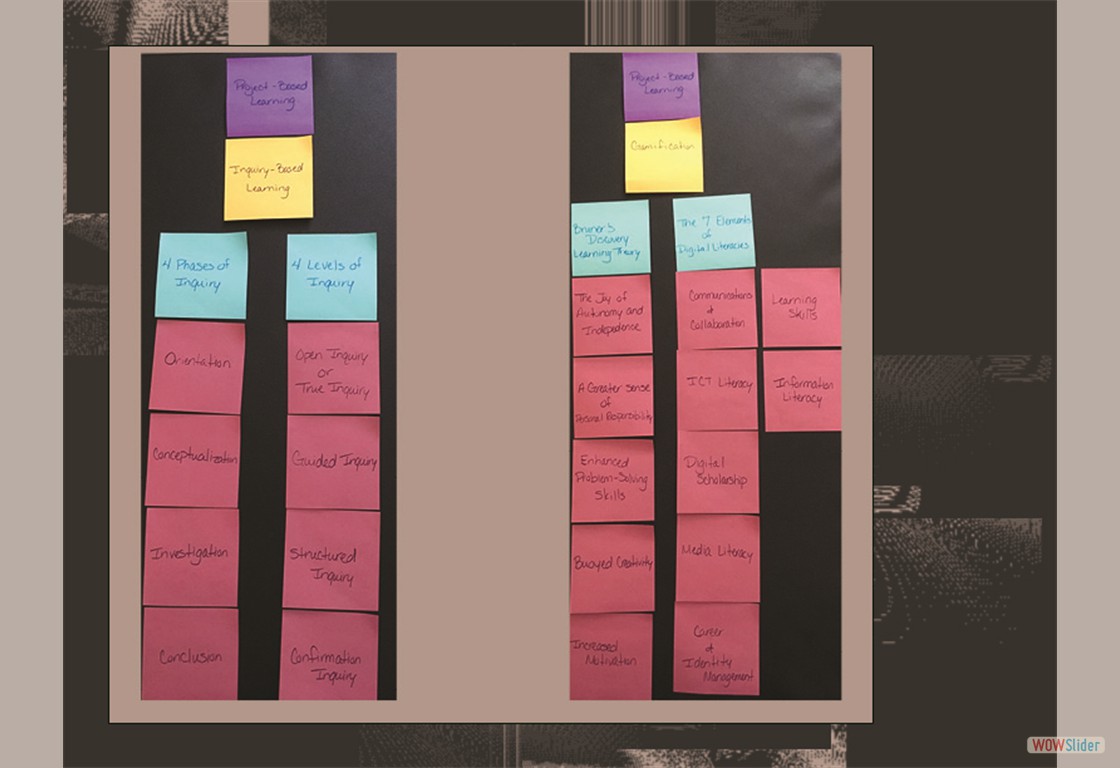 Project-Based
Learning
Inquiry-Based
Learning
4 Phases of
Inquiry
Orientation
Conceptualization
Investigation
Conclusion
4 Levels of
Inquiry
Open Inquiry
or
True Inquiry
Guided Inquiry
Structured
Inquiry
Confirmation
Inquiry
Project-Based
Learning
Gamification
Bruner's
Discovery
Learning Theory
The Joy of
Autonomy and
Independence
A Greater sense
of
Personal Responsibility
Enhanced
Problem-Solving
Skills
Buoyed Creativity
Increased
Motivation
The 7 Elements
of
Digital Literacies
Communications
&
Collaboration
ICT Literacy
Digital
Scholarship
Media Literacy
Career
&
Identity
Management
Learning
Skills
Information
Literacy
WOWSlider